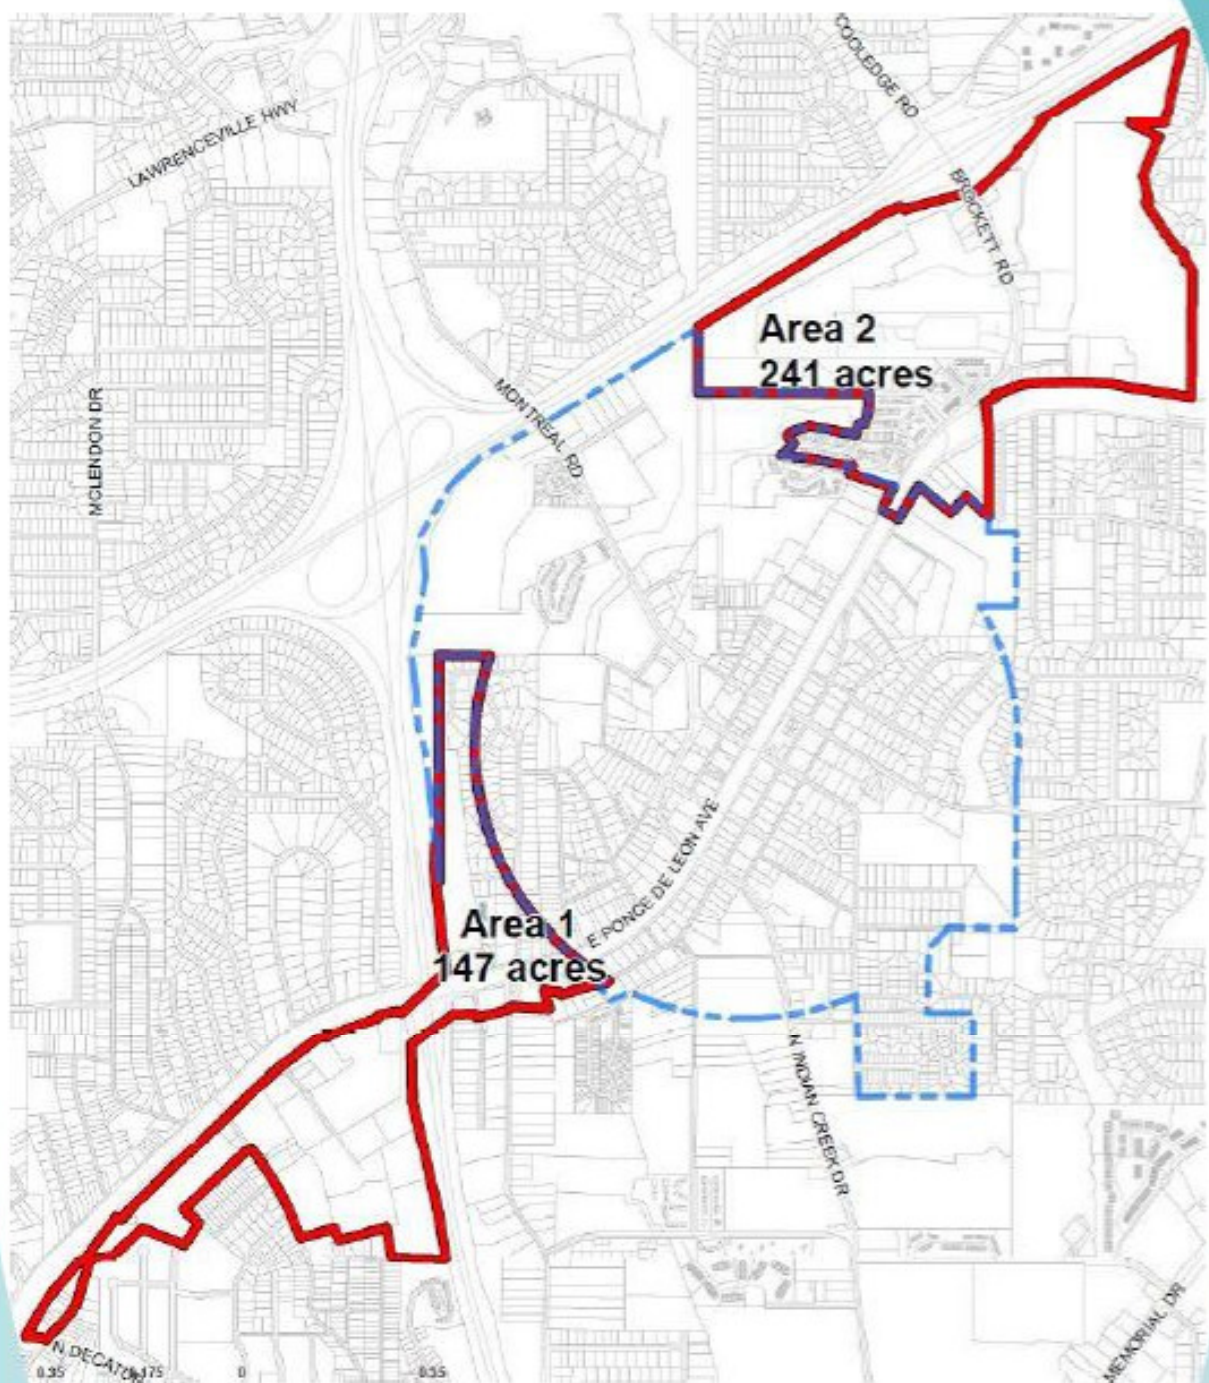 COOLEDGE RD
LAWRENCEVILLE HWY
BROCKETT RD
Area 2
241 acres
MONTREAL RD
MCLENDON DR
E PONCE DE LEON AVE
Area 1
147 acres
N INDIAN CREEK DR
MEMORIAL DR
N DECATUR
0.35
0.175
0
0.35